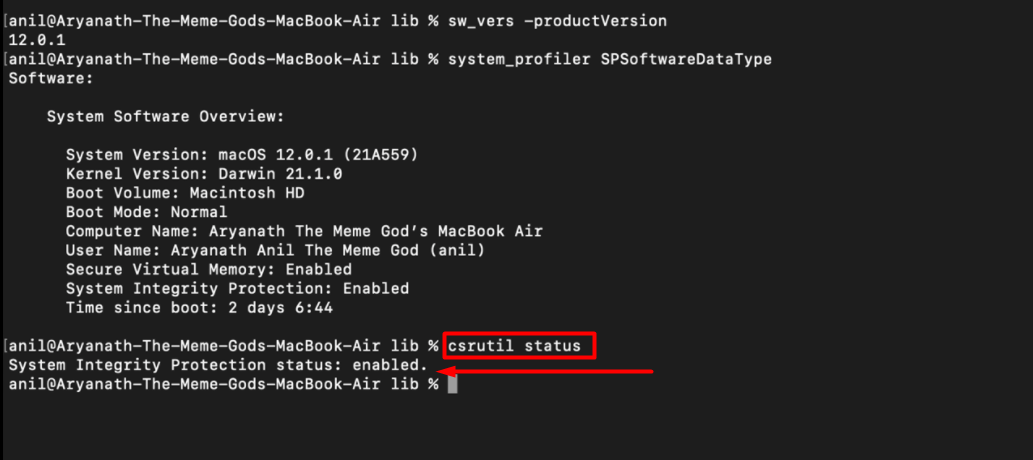 [anil@Aryanath-The-Meme-Gods-MacBook-Air lib % sw_vers -productVersion
12.0.1
[anil@Aryanath-The-Meme-Gods-MacBook-Air lib % system_profiler SPSoftwareDataType
Software:
System Software Overview:
System Version: macOS 12.0.1 (21A559)
Kernel Version: Darwin 21.1.0
Boot Volume: Macintosh HD
Boot Mode: Normal
Computer Name: Aryanath The Meme God’s MacBook Air
User Name: Aryanath Anil The Meme God (anil)
Secure Virtual Memory: Enabled
System Integrity Protection: Enabled
Time since boot: 2 days 6:44
[anil@Aryanath-The-Meme-Gods-MacBook-Air lib % csrutil status
System Integrity Protection status: enabled.
anil@Aryanath-The-Meme-Gods-MacBook-Air lib %